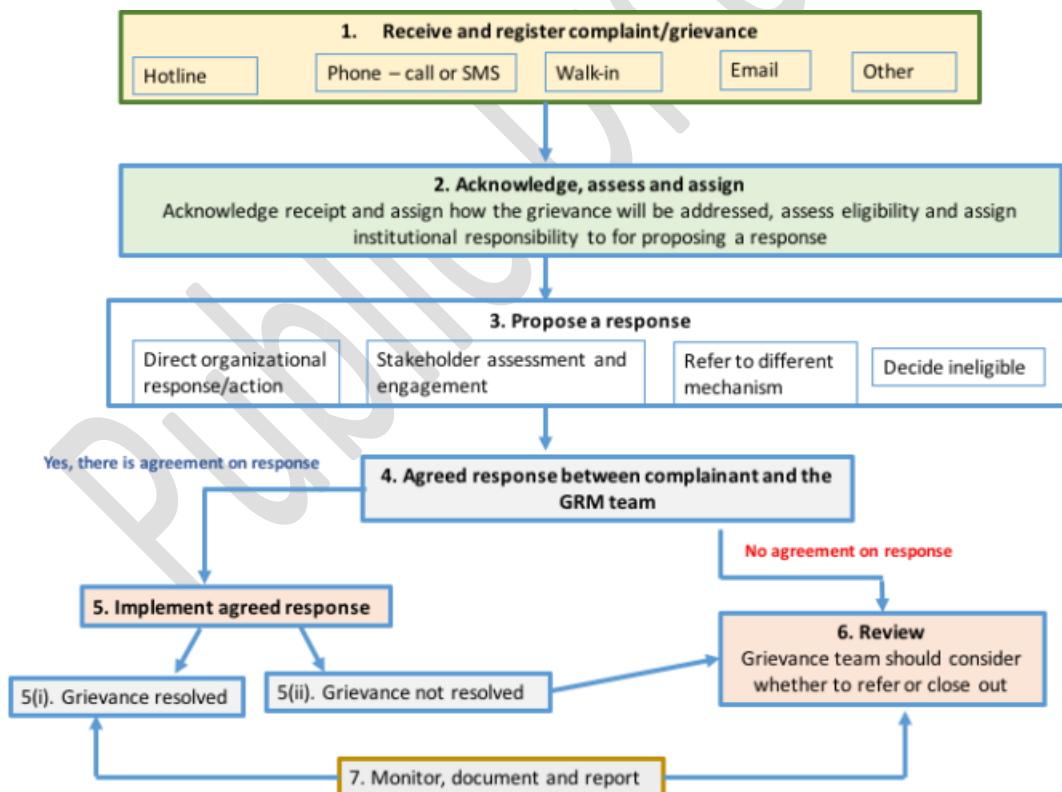 1. Receive and register complaint/grievance
Hotline
Phone – call or SMS
Walk-in
Email
Other
2. Acknowledge, assess and assign
Acknowledge receipt and assign how the grievance will be addressed, assess eligibility and assign
institutional responsibility to for proposing a response
3. Propose a response
Direct organizational
response/action
Stakeholder assessment and
engagement
Refer to different
mechanism
Decide ineligible
Yes, there is agreement on response
4. Agreed response between complainant and the
GRM team
No agreement on response
5. Implement agreed response
6. Review
Grievance team should consider
whether to refer or close out
5(i). Grievance resolved
5(ii). Grievance not resolved
7. Monitor, document and report
Public